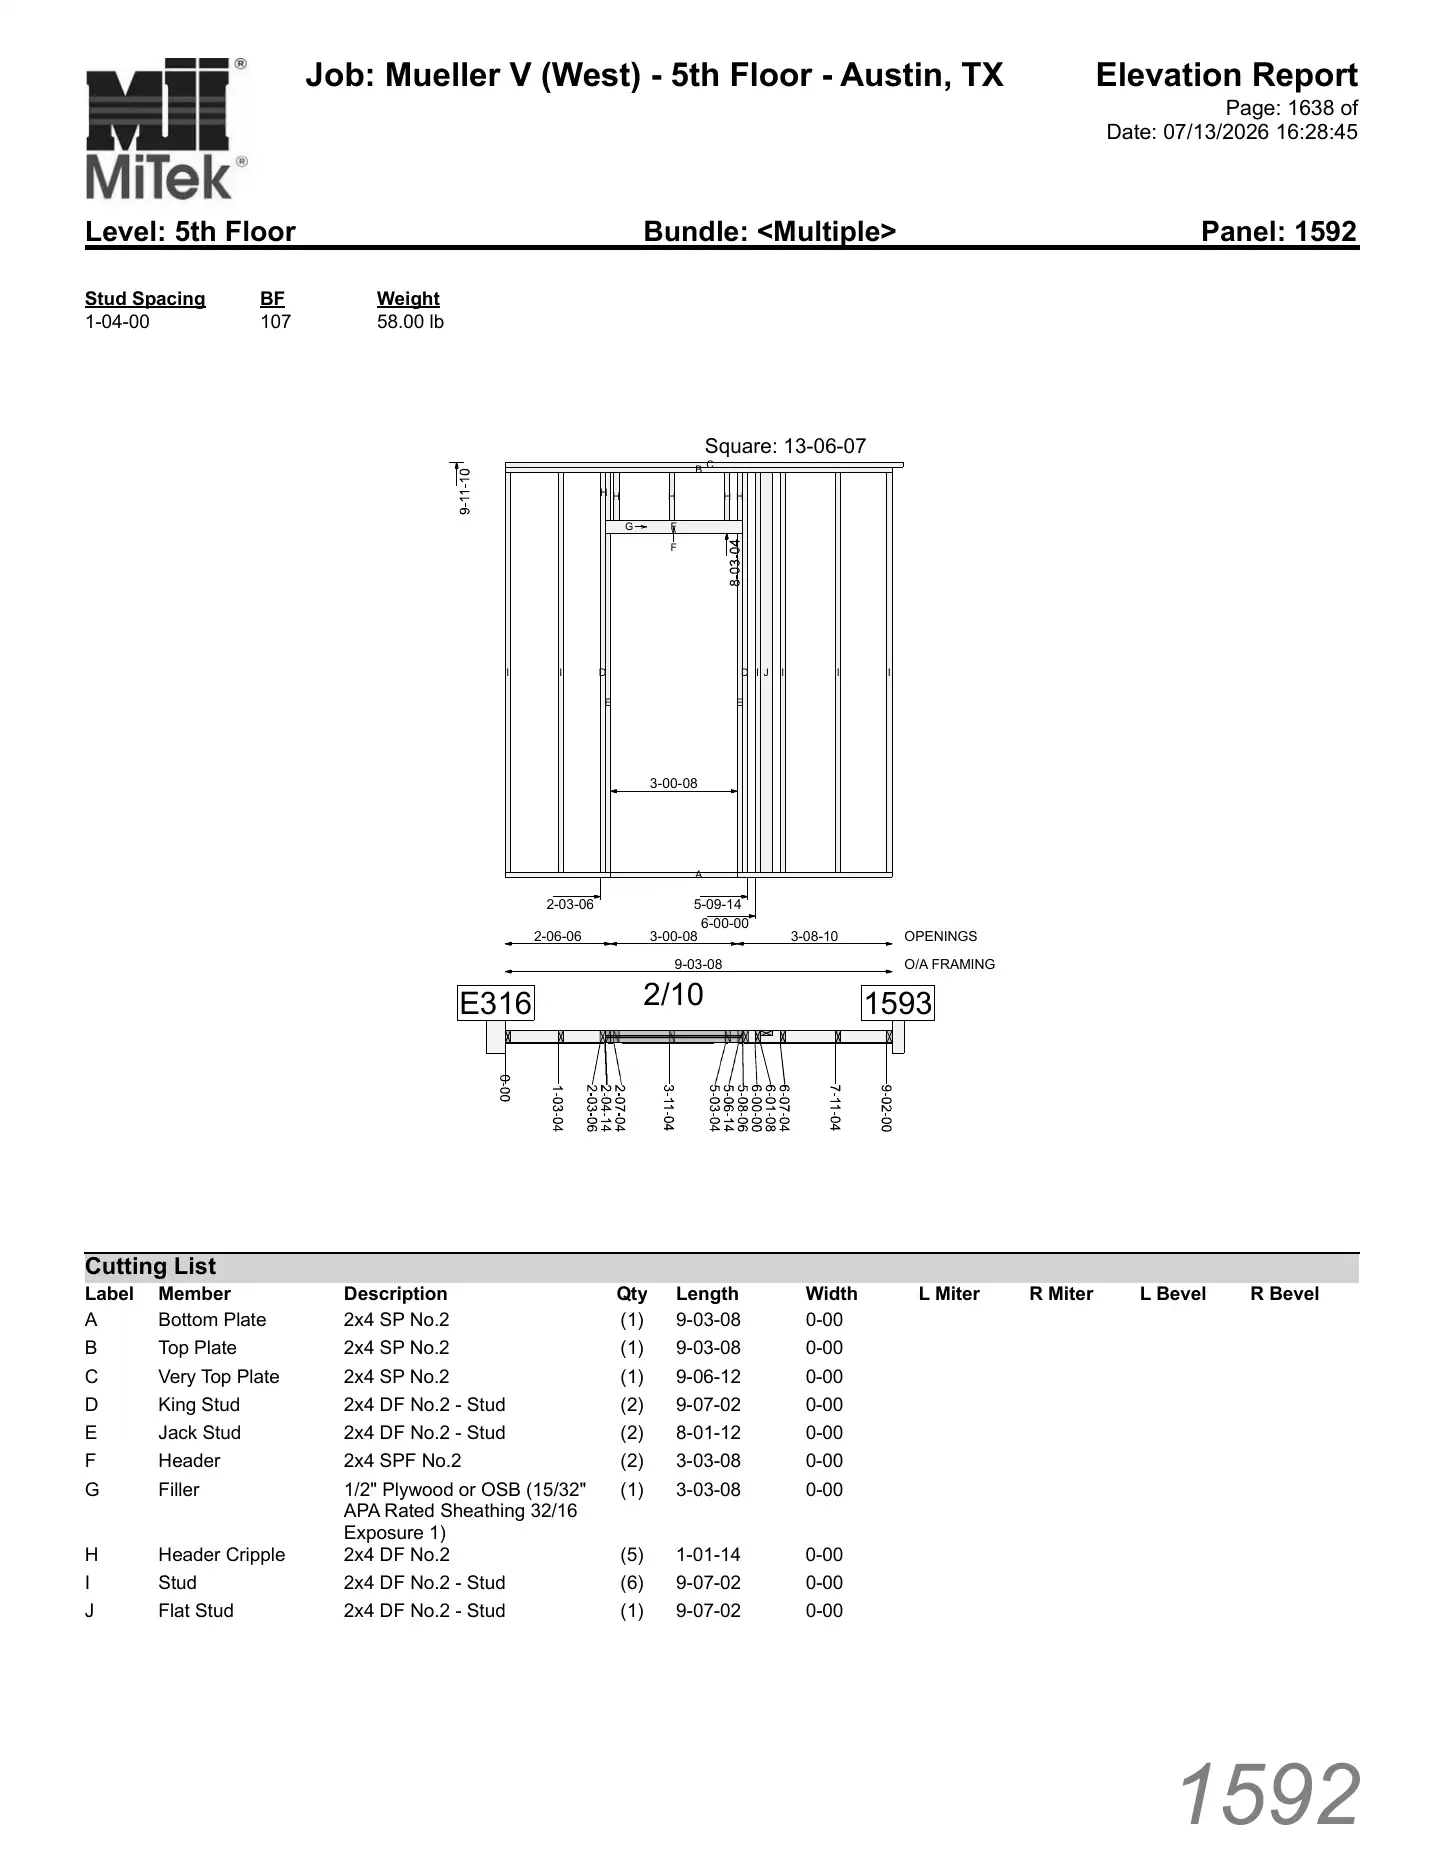 MiTek®
Job: Mueller V (West) - 5th Floor - Austin, TX
Elevation Report
Page: 1638 of
Date: 07/13/2026 16:28:45
Level: 5th Floor Bundle: <Multiple> Panel: 1592
Stud Spacing BF Weight
1-04-00 107 58.00 lb
Square: 13-06-07
C
B
9-11-10
H H H H H
G F
F
8-03-04
I I D D I J I I I
E E
3-00-08
A
2-03-06 5-09-14
6-00-00
2-06-06 3-00-08 3-08-10 OPENINGS
9-03-08 O/A FRAMING
E316 2/10 1593
0-00 1-03-04 2-03-06 2-04-14 2-07-04 3-11-04 5-03-04 5-06-14 5-08-06 6-00-00 6-01-08 6-07-04 7-11-04 9-02-00
Cutting List
Label Member Description Qty Length Width L Miter R Miter L Bevel R Bevel
A Bottom Plate 2x4 SP No.2 (1) 9-03-08 0-00
B Top Plate 2x4 SP No.2 (1) 9-03-08 0-00
C Very Top Plate 2x4 SP No.2 (1) 9-06-12 0-00
D King Stud 2x4 DF No.2 - Stud (2) 9-07-02 0-00
E Jack Stud 2x4 DF No.2 - Stud (2) 8-01-12 0-00
F Header 2x4 SPF No.2 (2) 3-03-08 0-00
G Filler 1/2" Plywood or OSB (15/32" (1) 3-03-08 0-00
APA Rated Sheathing 32/16
Exposure 1)
H Header Cripple 2x4 DF No.2 (5) 1-01-14 0-00
I Stud 2x4 DF No.2 - Stud (6) 9-07-02 0-00
J Flat Stud 2x4 DF No.2 - Stud (1) 9-07-02 0-00
1592